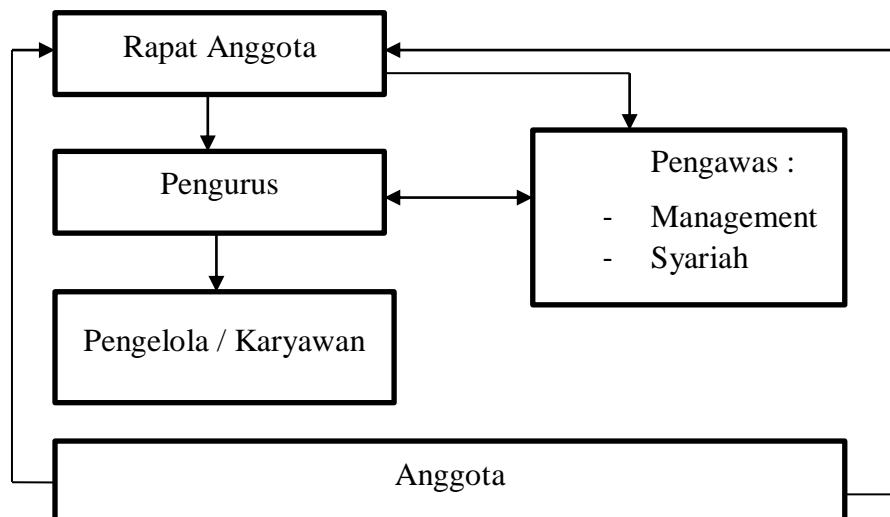 Rapat Anggota
Pengurus
Pengawas :
- Management
- Syariah
Pengelola / Karyawan
Anggota